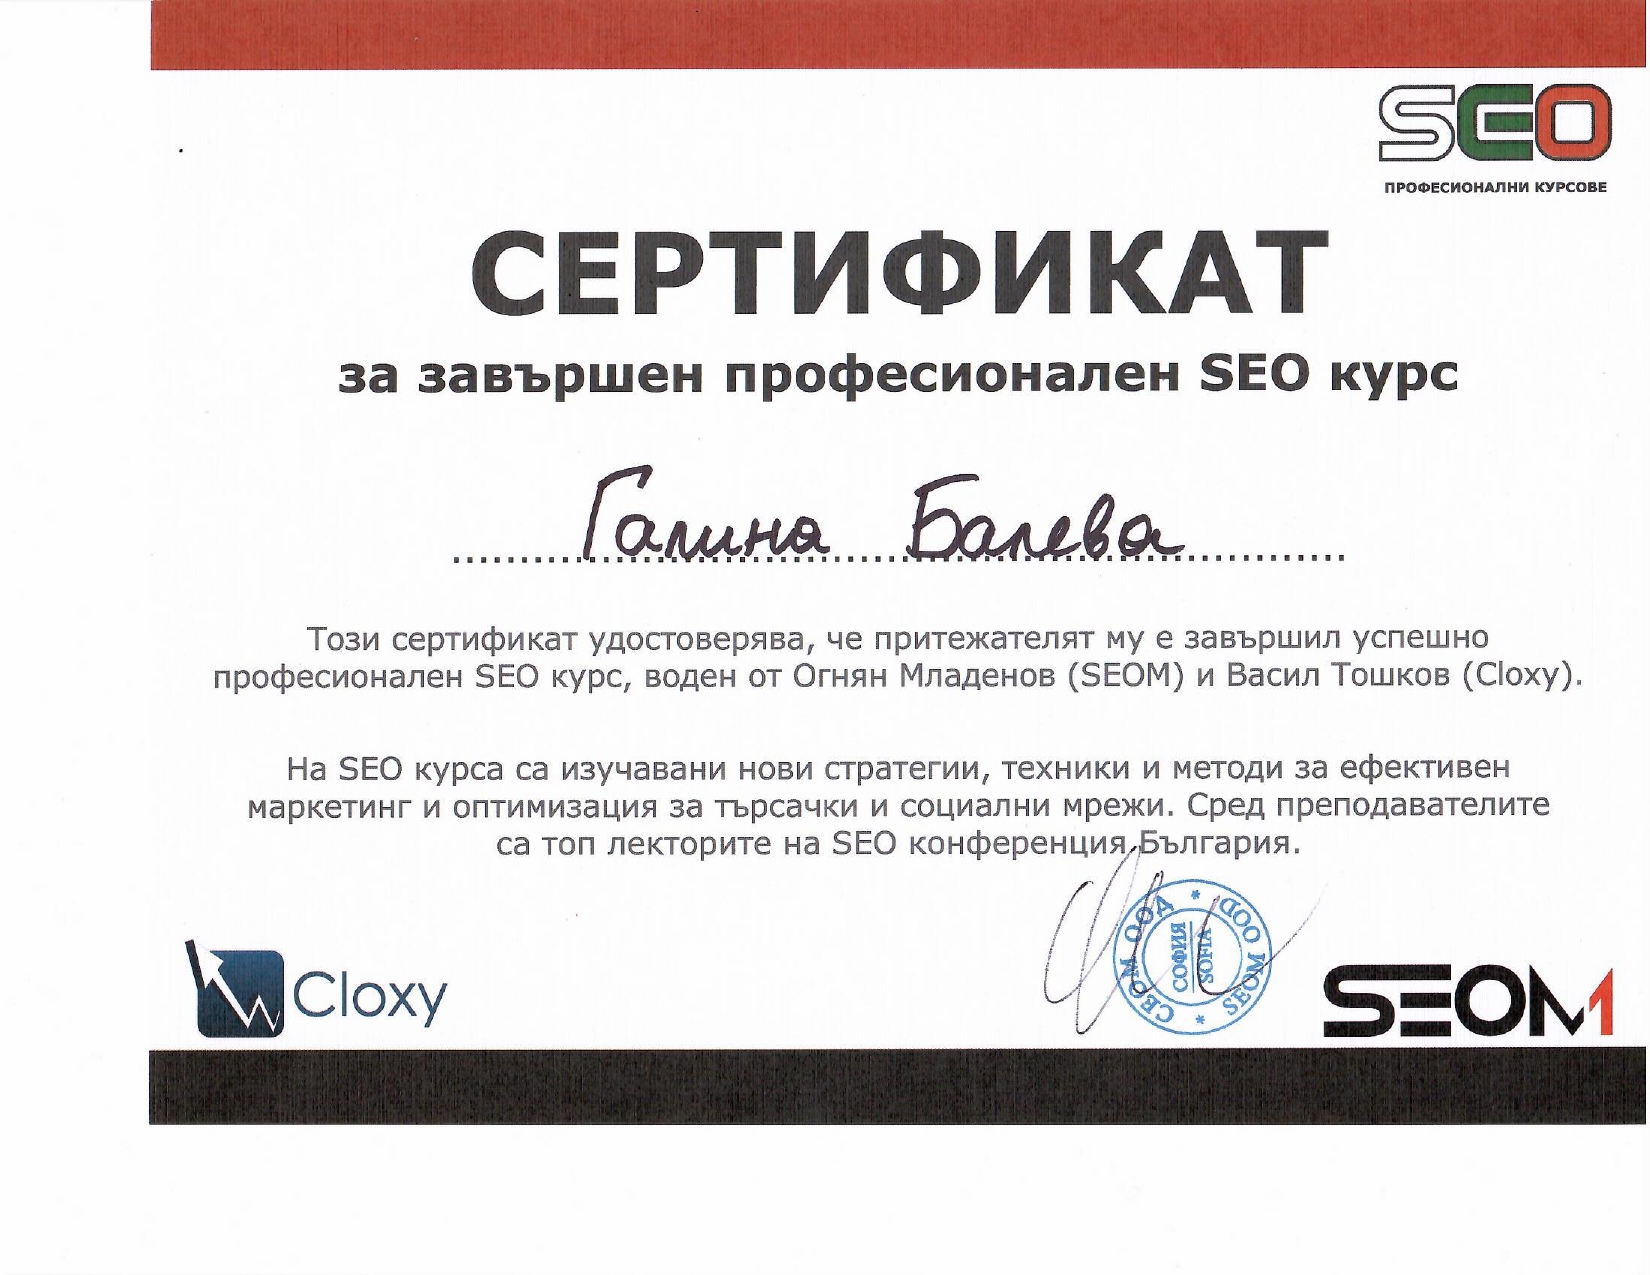 SEO
ПРОФЕСИОНАЛНИ КУРСОВЕ
СЕРТИФИКАТ
за завършен професионален SEO курс
Галина Балева
Този сертификат удостоверява, че притежателят му е завършил успешно
професионален SEO курс, воден от Огнян Младенов (SEOM) и Васил Тошков (Cloxy).
На SEO курса са изучавани нови стратегии, техники и методи за ефективен
маркетинг и оптимизация за търсачки и социални мрежи. Сред преподавателите
са топ лекторите на SEO конференция България.
Cloxy
СЕОМ ООД * SEOM OOD *
СОФИЯ
SOFIA
SEOM